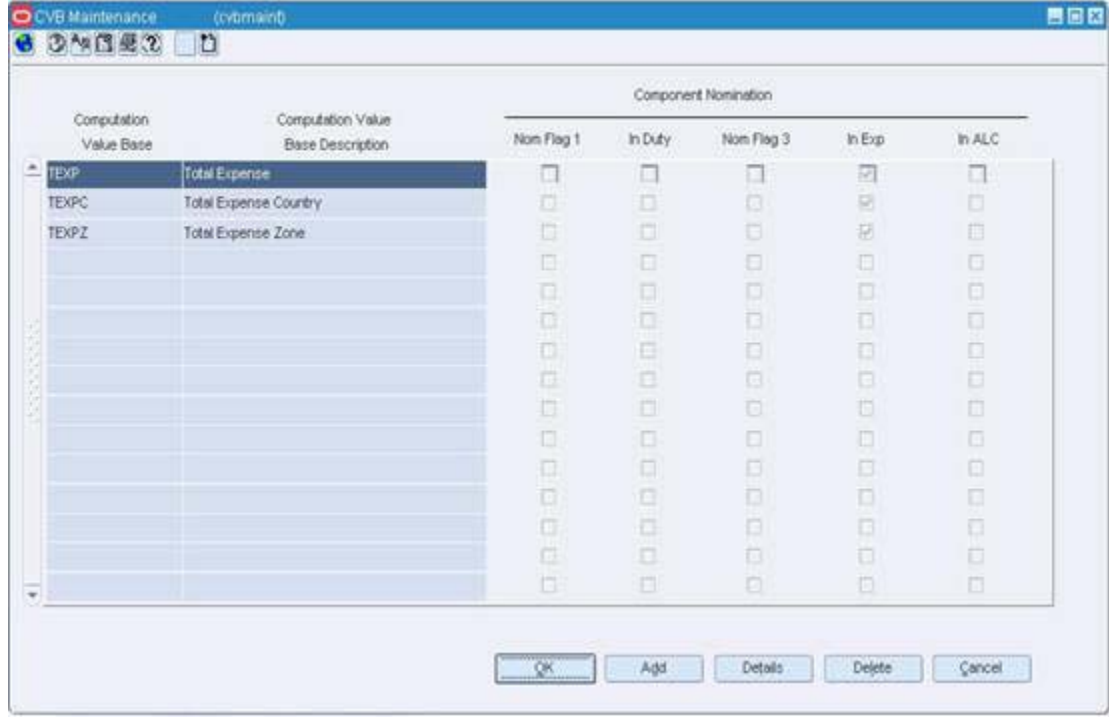 CVB Maintenance (cvbmaint)
Component Nomination
Computation Value Base
Computation Value Base Description
Nom Flag 1 In Duty Nom Flag 3 In Exp In ALC
TEXP Total Expense
TEXPC Total Expense Country
TEXPZ Total Expense Zone
OK Add Details Delete Cancel